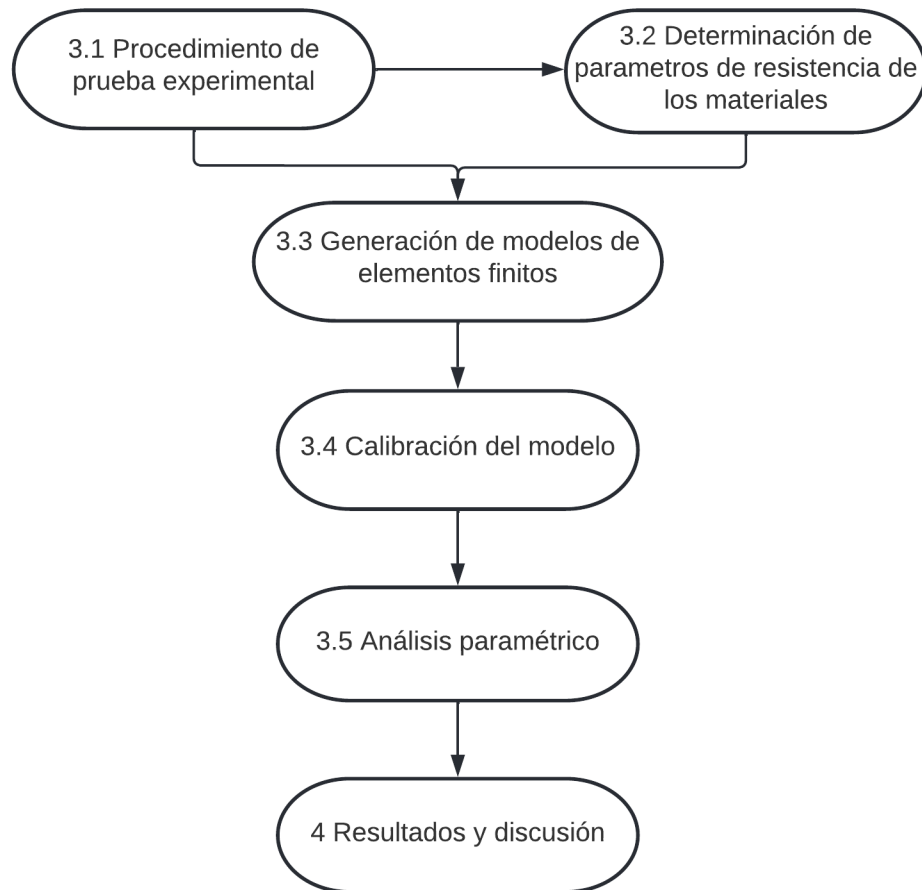 3.1 Procedimiento de
prueba experimental
3.2 Determinación de
parametros de resistencia de
los materiales
3.3 Generación de modelos de
elementos finitos
3.4 Calibración del modelo
3.5 Análisis paramétrico
4 Resultados y discusión